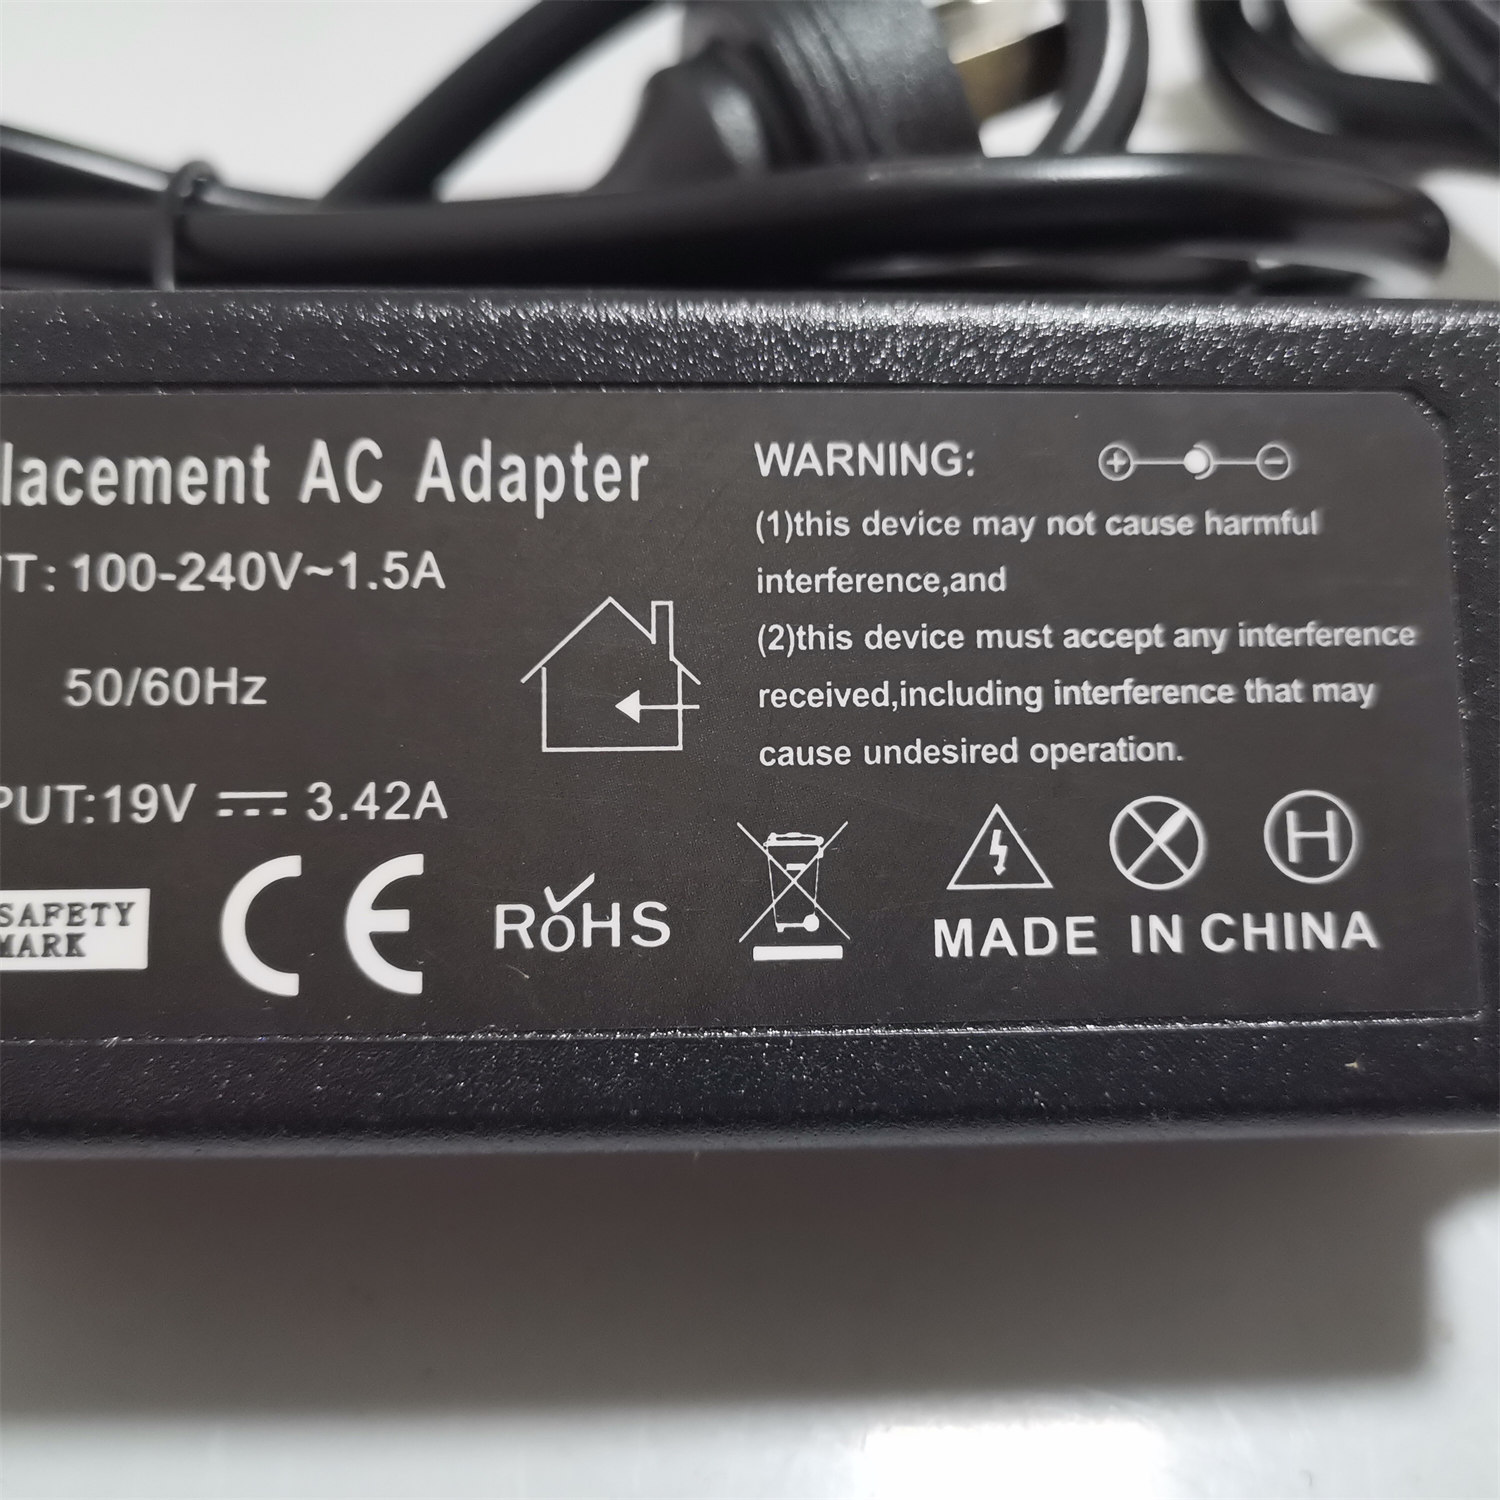 lacement AC Adapter
UT: 100-240V~1.5A
50/60Hz
PUT:19V ⎓ 3.42A
SAFETY
MARK
CE
RoHS
WARNING:
(1)this device may not cause harmful
interference,and
(2)this device must accept any interference
received,including interference that may
cause undesired operation.
H
MADE IN CHINA